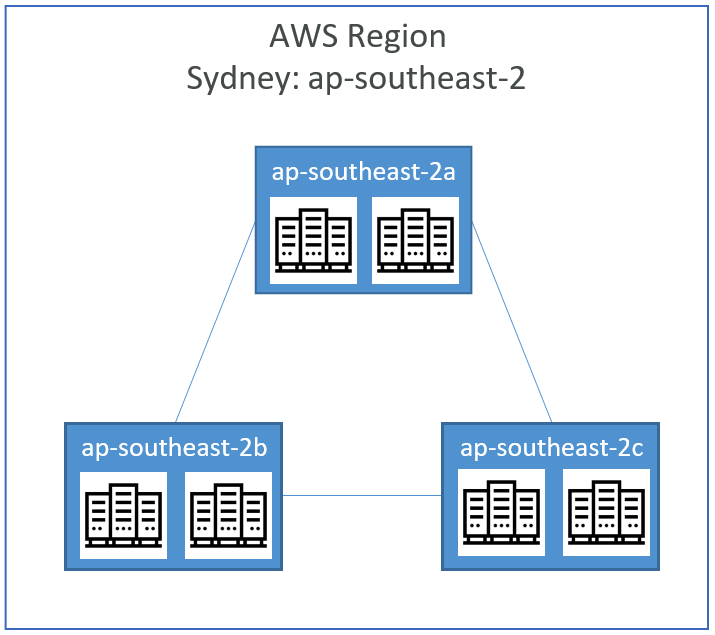 AWS Region
Sydney: ap-southeast-2
ap-southeast-2a
ap-southeast-2b
ap-southeast-2c